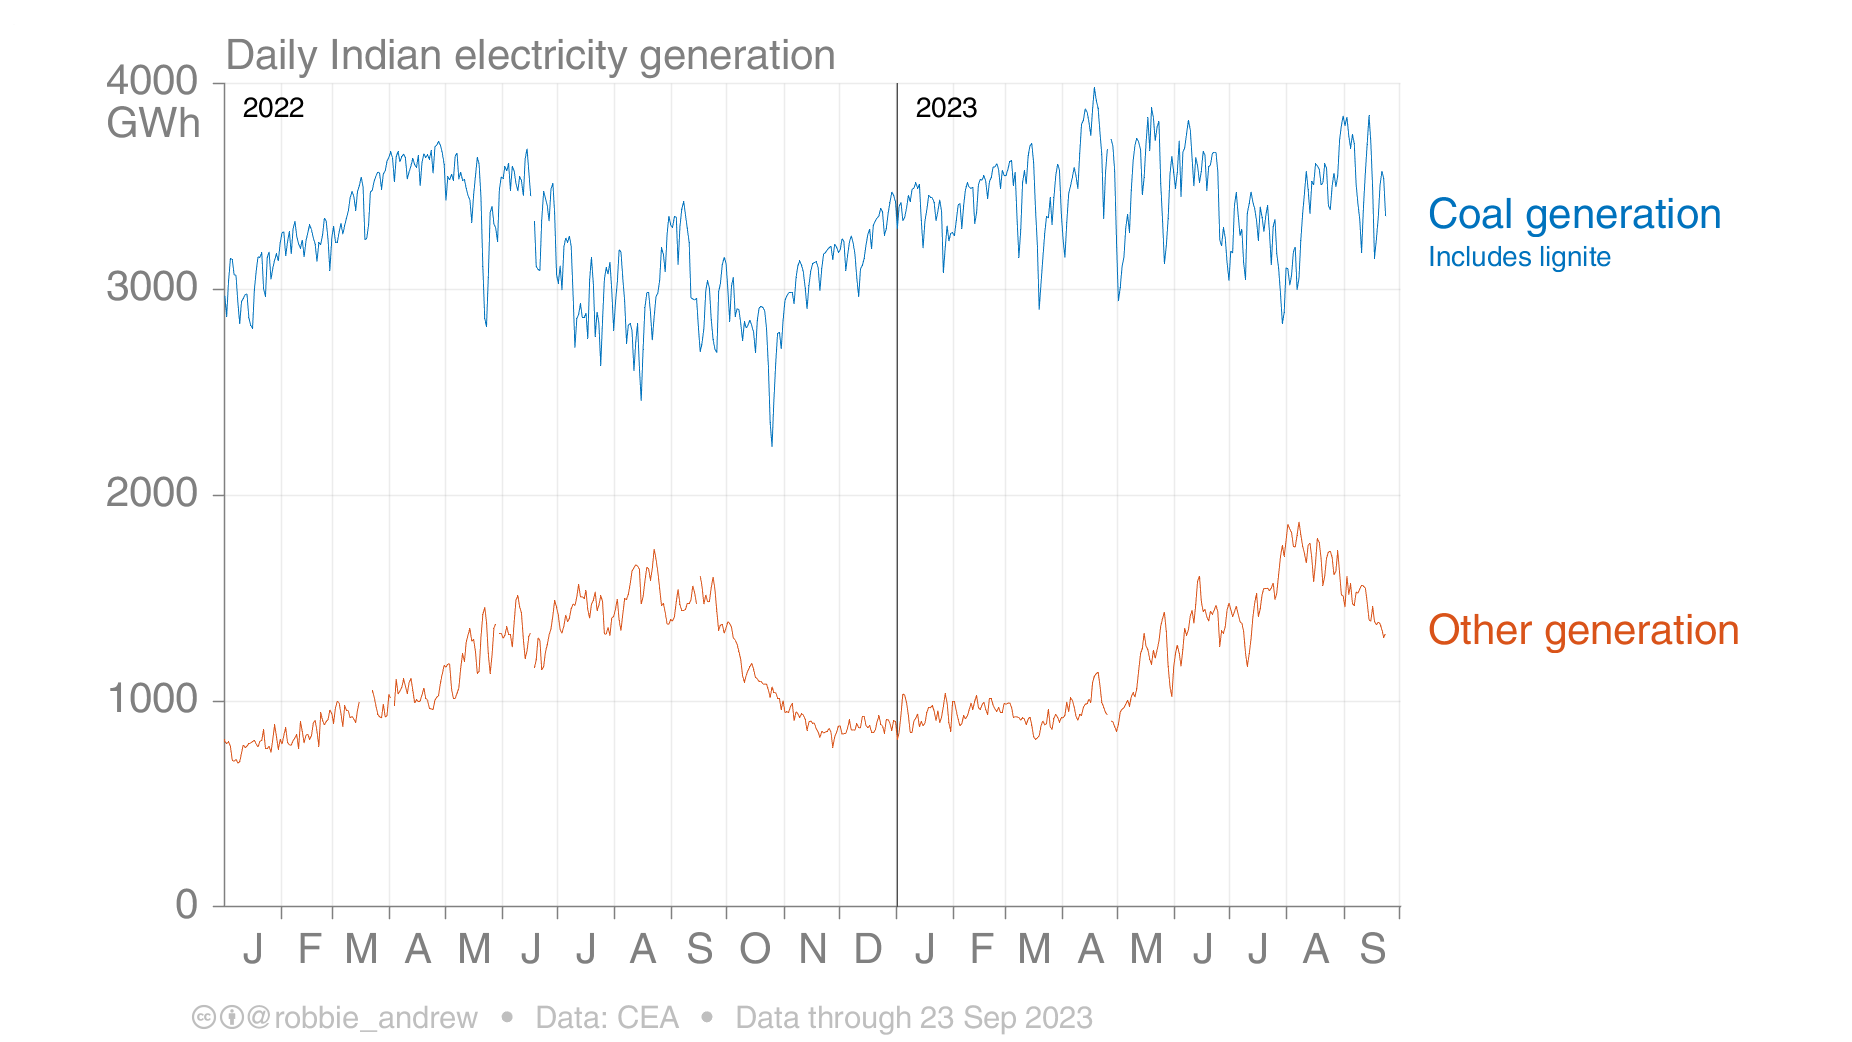 Daily Indian electricity generation
4000
GWh
2022
2023
3000
2000
1000
0
Coal generation
Includes lignite
Other generation
J F M A M J J A S O N D J F M A M J J A S
@robbie_andrew • Data: CEA • Data through 23 Sep 2023